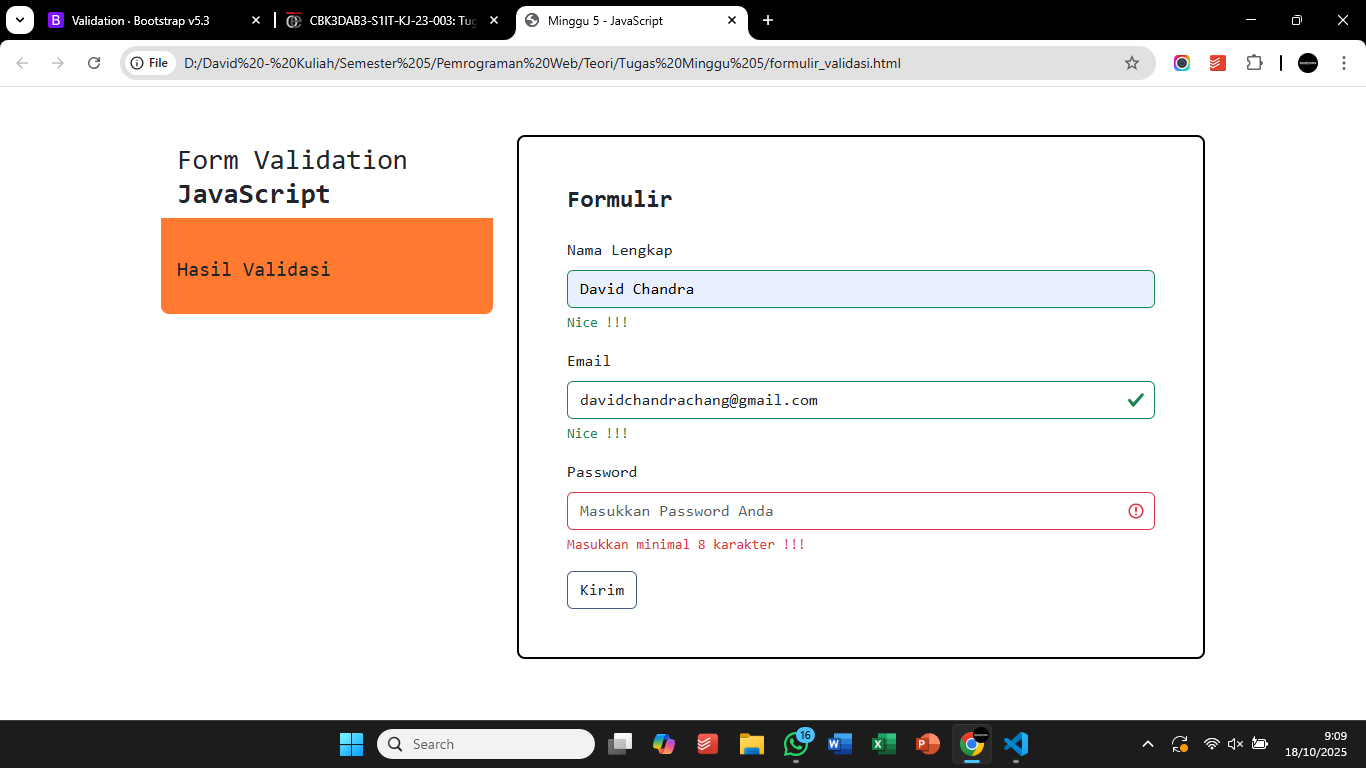 Validation · Bootstrap v5.3
CBK3DAB3-S1IT-KJ-23-003: Tug
Minggu 5 - JavaScript
File
D:/David%20-%20Kuliah/Semester%205/Pemrograman%20Web/Teori/Tugas%20Minggu%205/formulir_validasi.html
Form Validation
JavaScript
Hasil Validasi
Formulir
Nama Lengkap
David Chandra
Nice !!!
Email
davidchandrachang@gmail.com
Nice !!!
Password
Masukkan Password Anda
Masukkan minimal 8 karakter !!!
Kirim
Search
16
9:09
18/10/2025